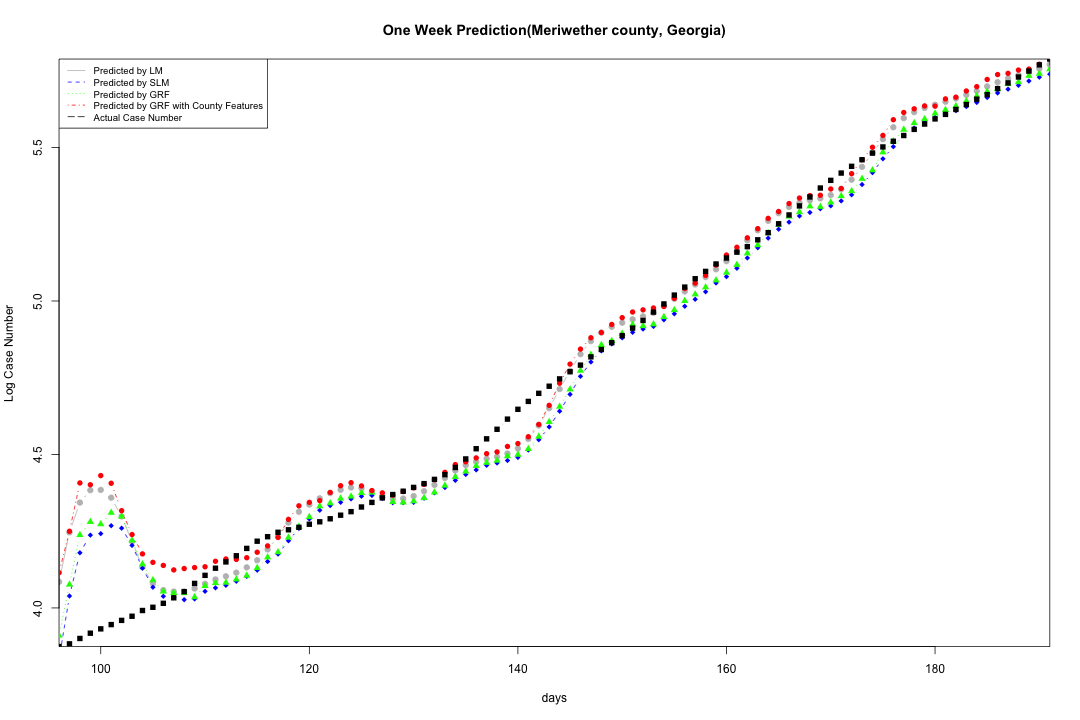 One Week Prediction(Meriwether county, Georgia)
Predicted by LM
Predicted by SLM
Predicted by GRF
Predicted by GRF with County Features
Actual Case Number
5.5
5.0
4.5
4.0
Log Case Number
100 120 140 160 180
days